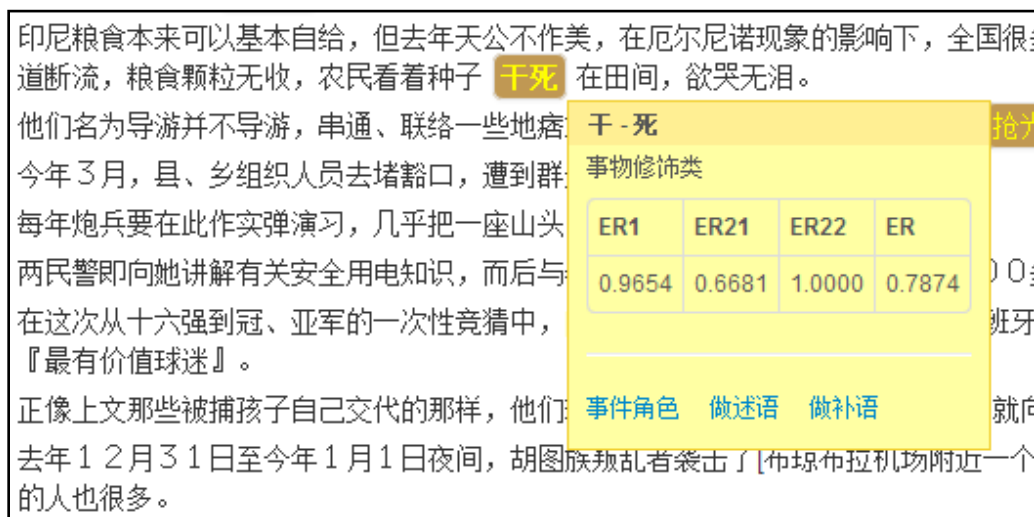 印尼粮食本来可以基本自给，但去年天公不作美，在厄尔尼诺现象的影响下，全国很
道断流，粮食颗粒无收，农民看着种子 干死 在田间，欲哭无泪。
他们名为导游并不导游，串通、联络一些地痞 抢光
今年３月，县、乡组织人员去堵豁口，遭到群
每年炮兵要在此作实弹演习，几乎把一座山头
两民警即向她讲解有关安全用电知识，而后与 ００
在这次从十六强到冠、亚军的一次性竞猜中， 班牙
『最有价值球迷』。
正像上文那些被捕孩子自己交代的那样，他们 就向
去年１２月３１日至今年１月１日夜间，胡图族叛乱者袭击了[布琼布拉机场附近一个
的人也很多。
干 - 死
事物修饰类
ER1 ER21 ER22 ER
0.9654 0.6681 1.0000 0.7874
事件角色 做述语 做补语